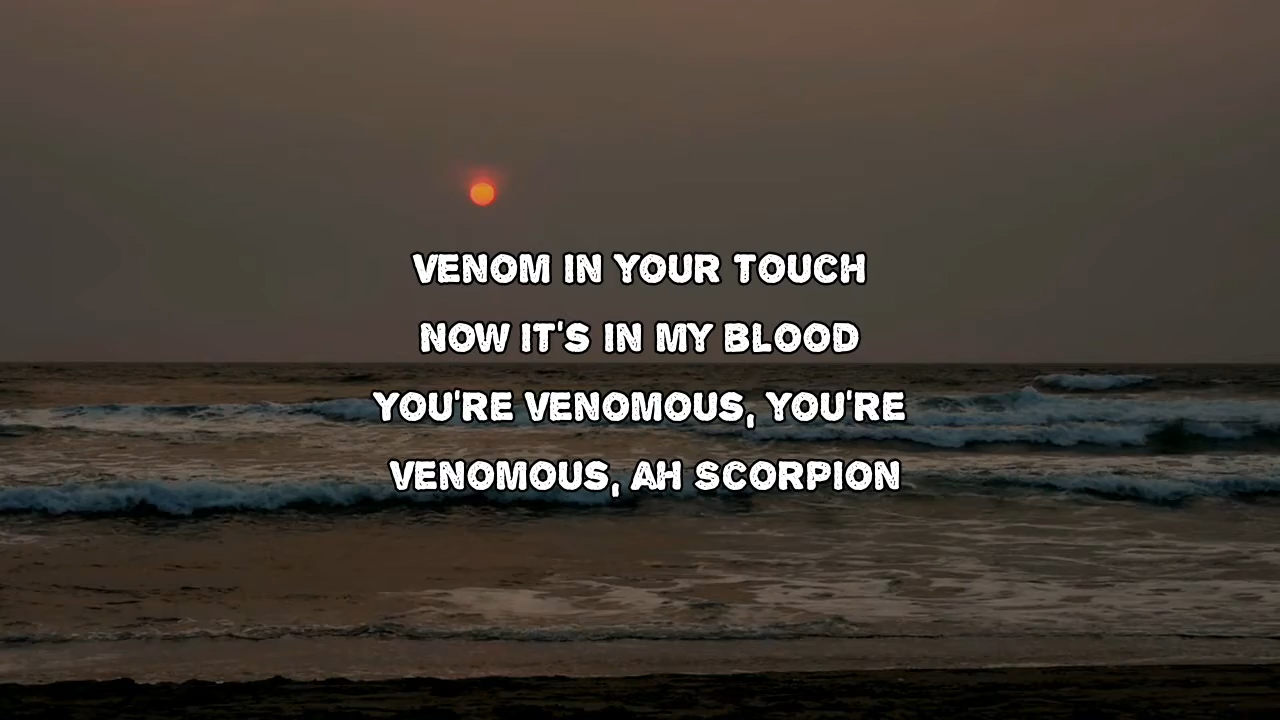 VENOM IN YOUR TOUCH
NOW IT'S IN MY BLOOD
YOU'RE VENOMOUS, YOU'RE
VENOMOUS, AH SCORPION